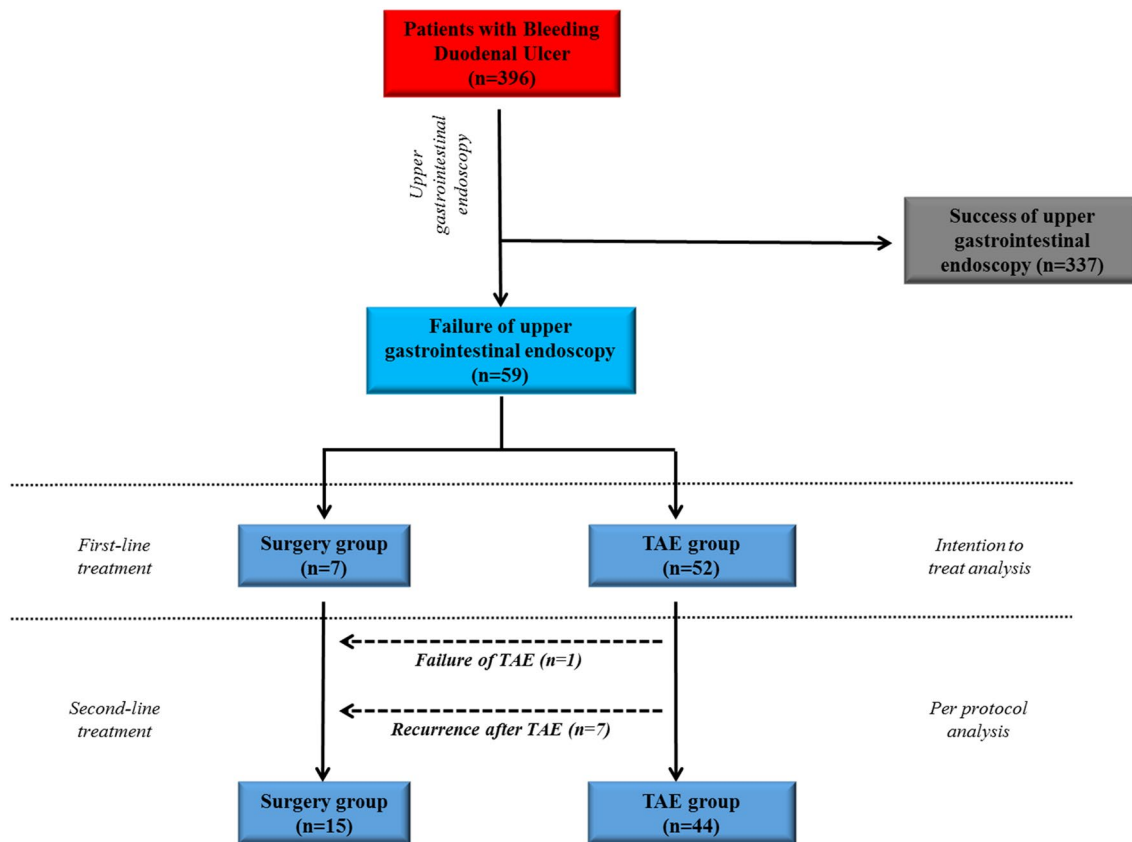 Patients with Bleeding
Duodenal Ulcer
(n=396)
Upper
gastrointestinal
endoscopy
Success of upper
gastrointestinal
endoscopy (n=337)
Failure of upper
gastrointestinal endoscopy
(n=59)
First-line
treatment
Surgery group
(n=7)
TAE group
(n=52)
Intention to
treat analysis
Failure of TAE (n=1)
Second-line
treatment
Recurrence after TAE (n=7)
Per protocol
analysis
Surgery group
(n=15)
TAE group
(n=44)